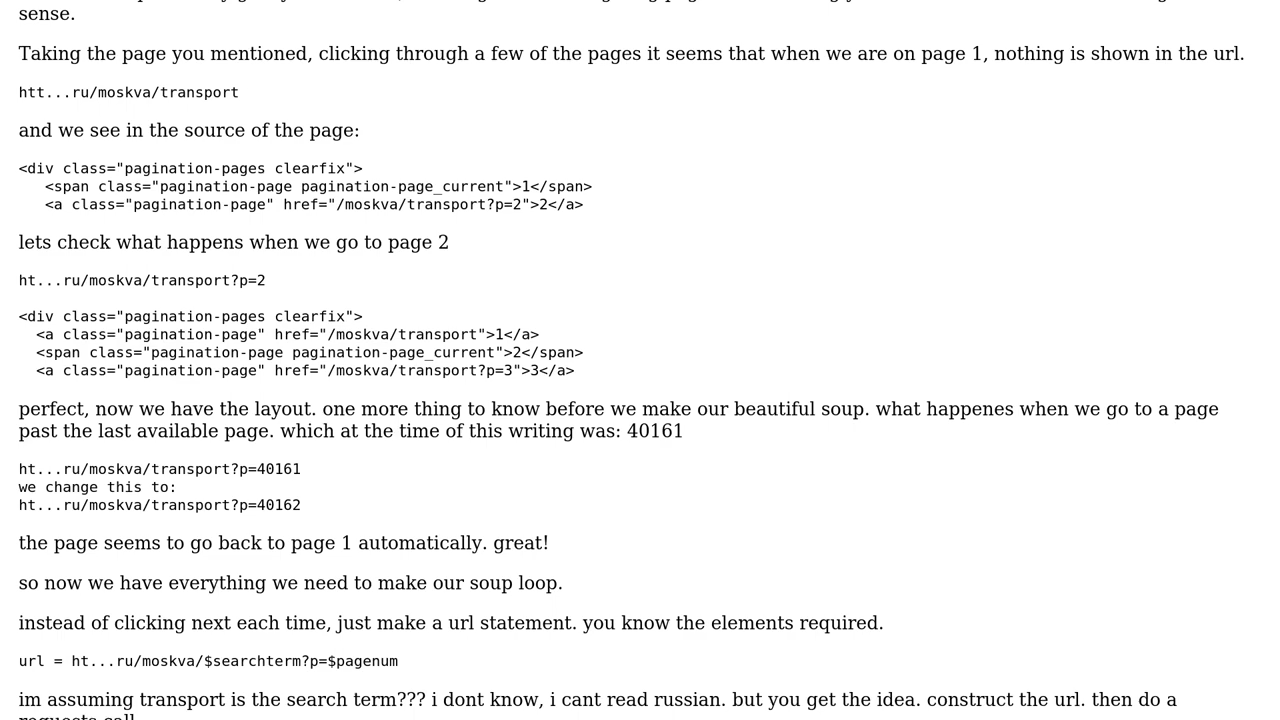 sense.
Taking the page you mentioned, clicking through a few of the pages it seems that when we are on page 1, nothing is shown in the url.
htt...ru/moskva/transport
and we see in the source of the page:
<div class="pagination-pages clearfix">
   <span class="pagination-page pagination-page_current">1</span>
   <a class="pagination-page" href="/moskva/transport?p=2">2</a>
lets check what happens when we go to page 2
ht...ru/moskva/transport?p=2
<div class="pagination-pages clearfix">
  <a class="pagination-page" href="/moskva/transport">1</a>
  <span class="pagination-page pagination-page_current">2</span>
  <a class="pagination-page" href="/moskva/transport?p=3">3</a>
perfect, now we have the layout. one more thing to know before we make our beautiful soup. what happenes when we go to a page
past the last available page. which at the time of this writing was: 40161
ht...ru/moskva/transport?p=40161
we change this to:
ht...ru/moskva/transport?p=40162
the page seems to go back to page 1 automatically. great!
so now we have everything we need to make our soup loop.
instead of clicking next each time, just make a url statement. you know the elements required.
url = ht...ru/moskva/$searchterm?p=$pagenum
im assuming transport is the search term??? i dont know, i cant read russian. but you get the idea. construct the url. then do a
requests call